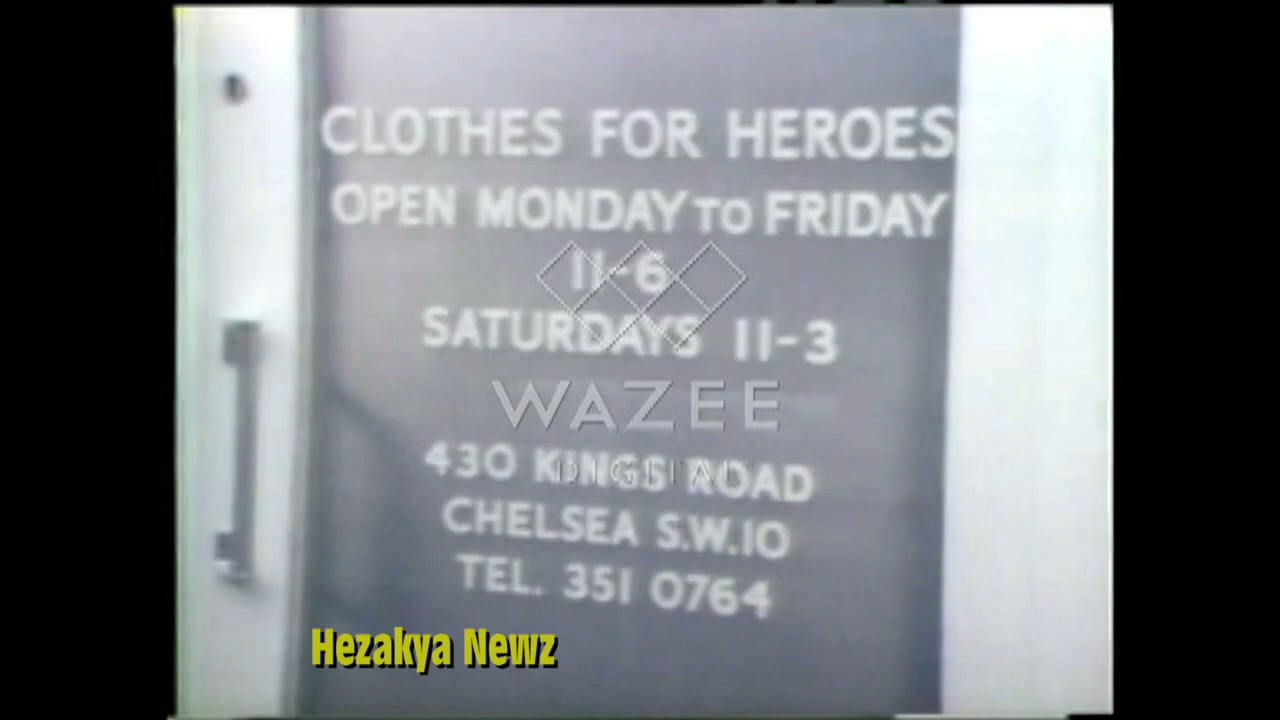 CLOTHES FOR HEROES
OPEN MONDAY TO FRIDAY
11-6
SATURDAYS 11-3
WAZEE
430 KINGS ROAD
DIGITAL
CHELSEA S.W.10
TEL. 351 0764
Hezakya Newz